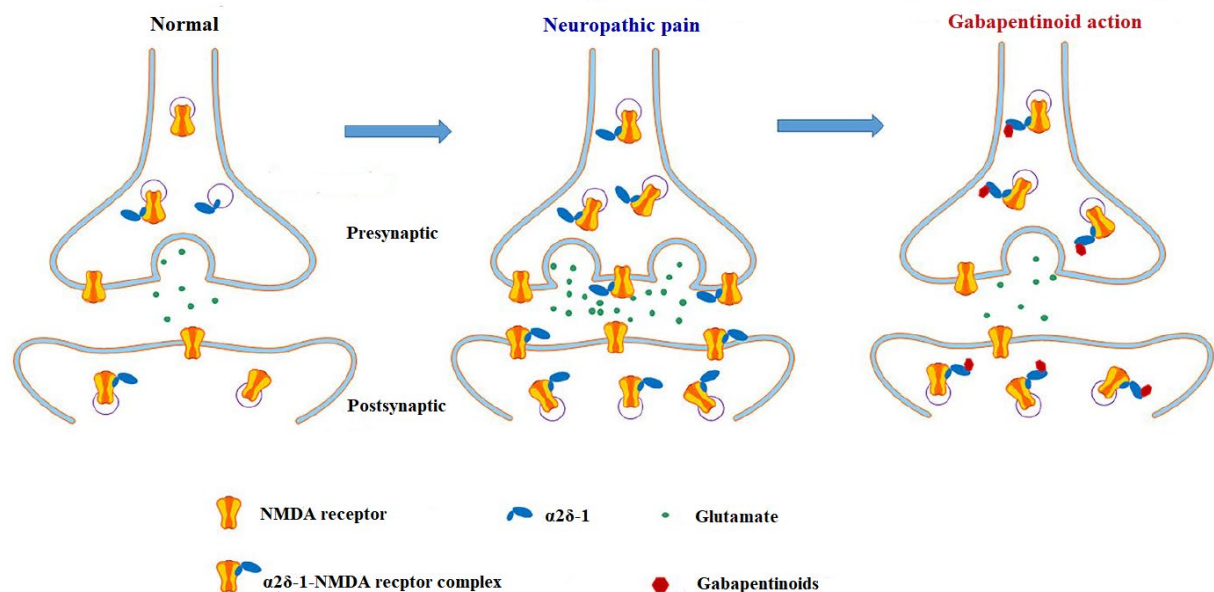 Normal
Neuropathic pain
Gabapentinoid action
Presynaptic
Postsynaptic
NMDA receptor
α2δ-1
Glutamate
α2δ-1-NMDA recptor complex
Gabapentinoids